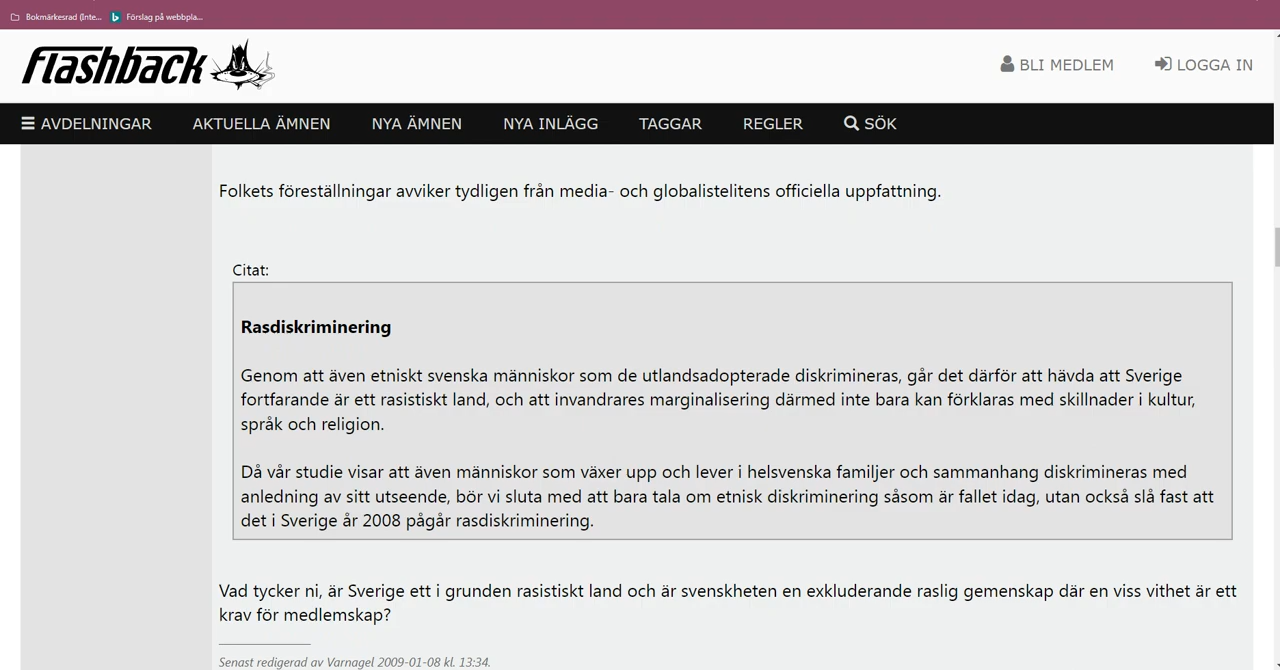 Bokmärkesrad (Inte...
Förslag på webbpla...
flashback
BLI MEDLEM
LOGGA IN
AVDELNINGAR
AKTUELLA ÄMNEN
NYA ÄMNEN
NYA INLÄGG
TAGGAR
REGLER
SÖK
Folkets föreställningar avviker tydligen från media- och globalistelitens officiella uppfattning.
Citat:
Rasdiskriminering
Genom att även etniskt svenska människor som de utlandsadopterade diskrimineras, går det därför att hävda att Sverige
fortfarande är ett rasistiskt land, och att invandrares marginalisering därmed inte bara kan förklaras med skillnader i kultur,
språk och religion.
Då vår studie visar att även människor som växer upp och lever i helsvenska familjer och sammanhang diskrimineras med
anledning av sitt utseende, bör vi sluta med att bara tala om etnisk diskriminering såsom är fallet idag, utan också slå fast att
det i Sverige år 2008 pågår rasdiskriminering.
Vad tycker ni, är Sverige ett i grunden rasistiskt land och är svenskheten en exkluderande raslig gemenskap där en viss vithet är ett
krav för medlemskap?
Senast redigerad av Varnagel 2009-01-08 kl. 13:34.